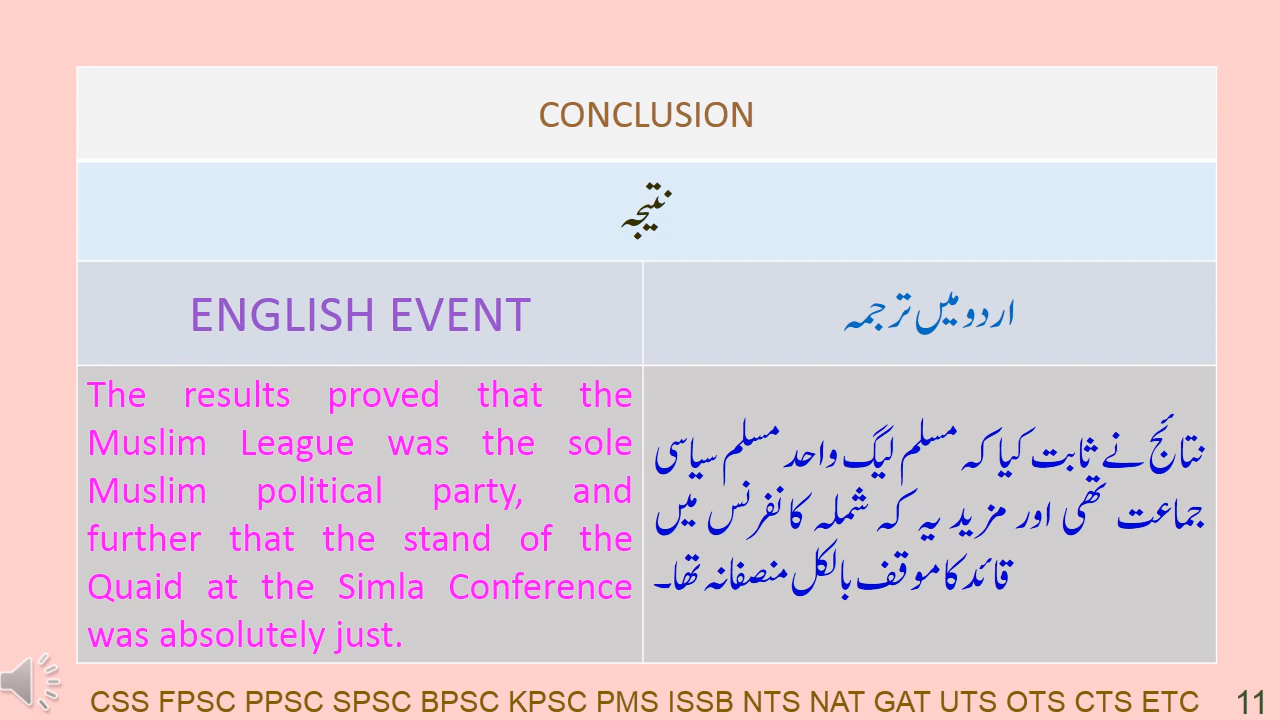 CONCLUSION
نتیجہ
ENGLISH EVENT
اردو میں ترجمہ
The results proved that the
Muslim League was the sole
Muslim political party, and
further that the stand of the
Quaid at the Simla Conference
was absolutely just.
نتائج نے ثابت کیا کہ مسلم لیگ واحد مسلم سیاسی
جماعت تھی اور مزید یہ کہ شملہ کانفرنس میں
قائد کا موقف بالکل منصفانہ تھا۔
CSS FPSC PPSC SPSC BPSC KPSC PMS ISSB NTS NAT GAT UTS OTS CTS ETC
11